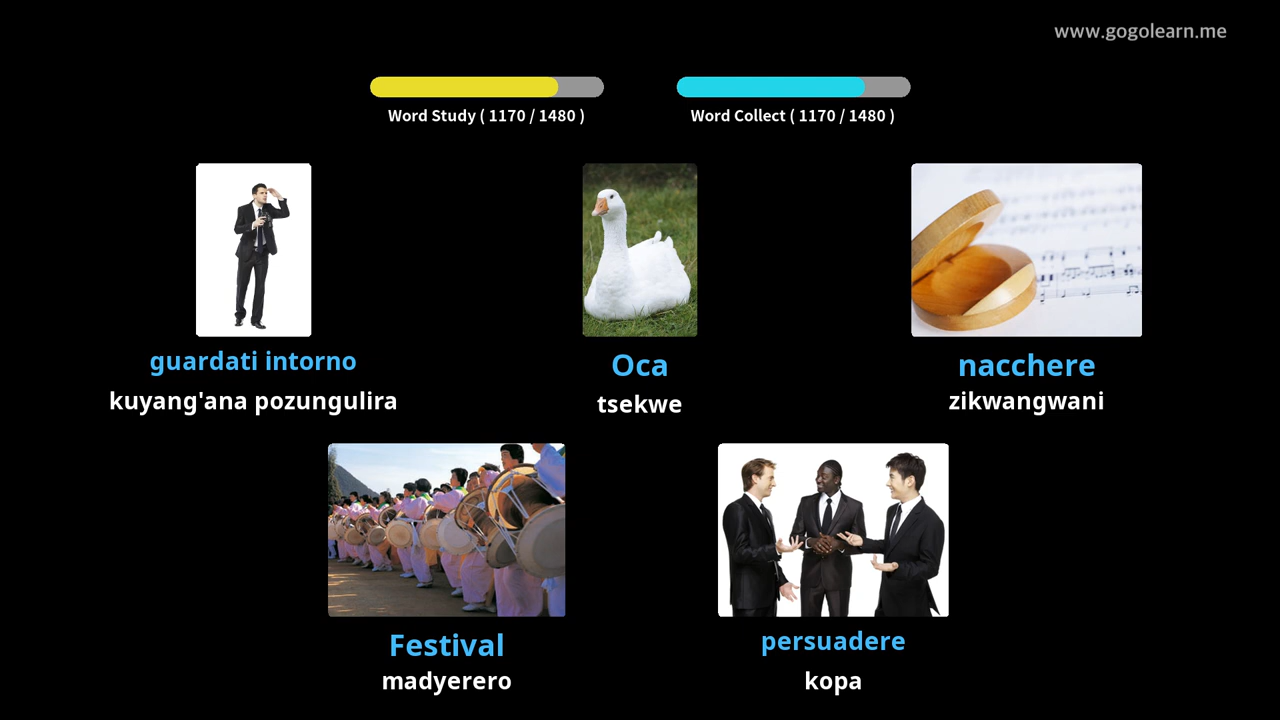 www.gogolearn.me
Word Study ( 1170 / 1480 )
Word Collect ( 1170 / 1480 )
guardati intorno
kuyang'ana pozungulira
Oca
tsekwe
nacchere
zikwangwani
Festival
madyerero
persuadere
kopa